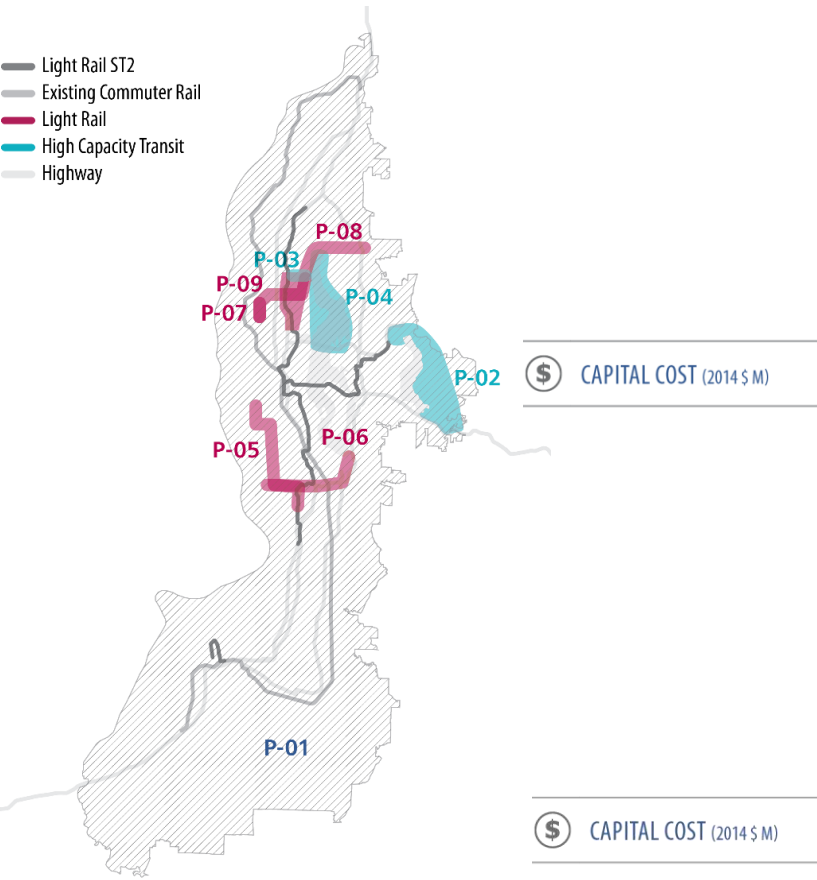 Light Rail ST2
Existing Commuter Rail
Light Rail
High Capacity Transit
Highway
P-08
P-03
P-09
P-04
P-07
P-02
$ CAPITAL COST (2014 $ M)
P-06
P-05
P-01
$ CAPITAL COST (2014 $ M)